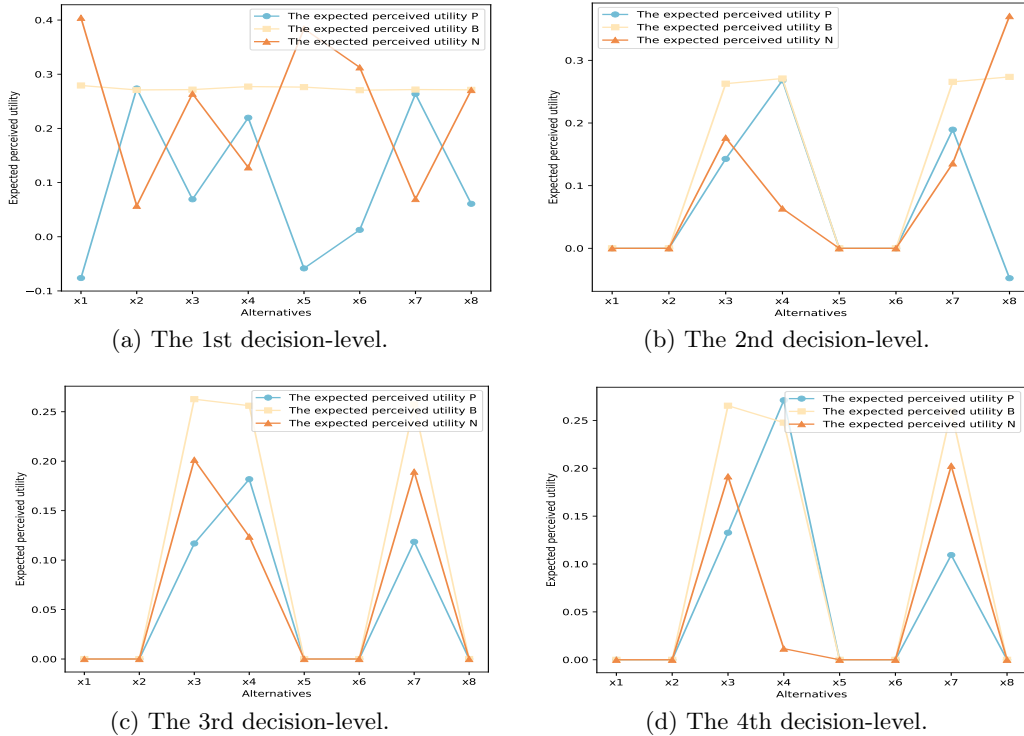 The expected perceived utility P
The expected perceived utility B
The expected perceived utility N
Expected perceived utility
0.4
0.3
0.2
0.1
0.0
−0.1
x1 x2 x3 x4 x5 x6 x7 x8
Alternatives
(a) The 1st decision-level.
The expected perceived utility P
The expected perceived utility B
The expected perceived utility N
Expected perceived utility
0.3
0.2
0.1
0.0
x1 x2 x3 x4 x5 x6 x7 x8
Alternatives
(b) The 2nd decision-level.
The expected perceived utility P
The expected perceived utility B
The expected perceived utility N
Expected perceived utility
0.25
0.20
0.15
0.10
0.05
0.00
x1 x2 x3 x4 x5 x6 x7 x8
Alternatives
(c) The 3rd decision-level.
The expected perceived utility P
The expected perceived utility B
The expected perceived utility N
Expected perceived utility
0.25
0.20
0.15
0.10
0.05
0.00
x1 x2 x3 x4 x5 x6 x7 x8
Alternatives
(d) The 4th decision-level.